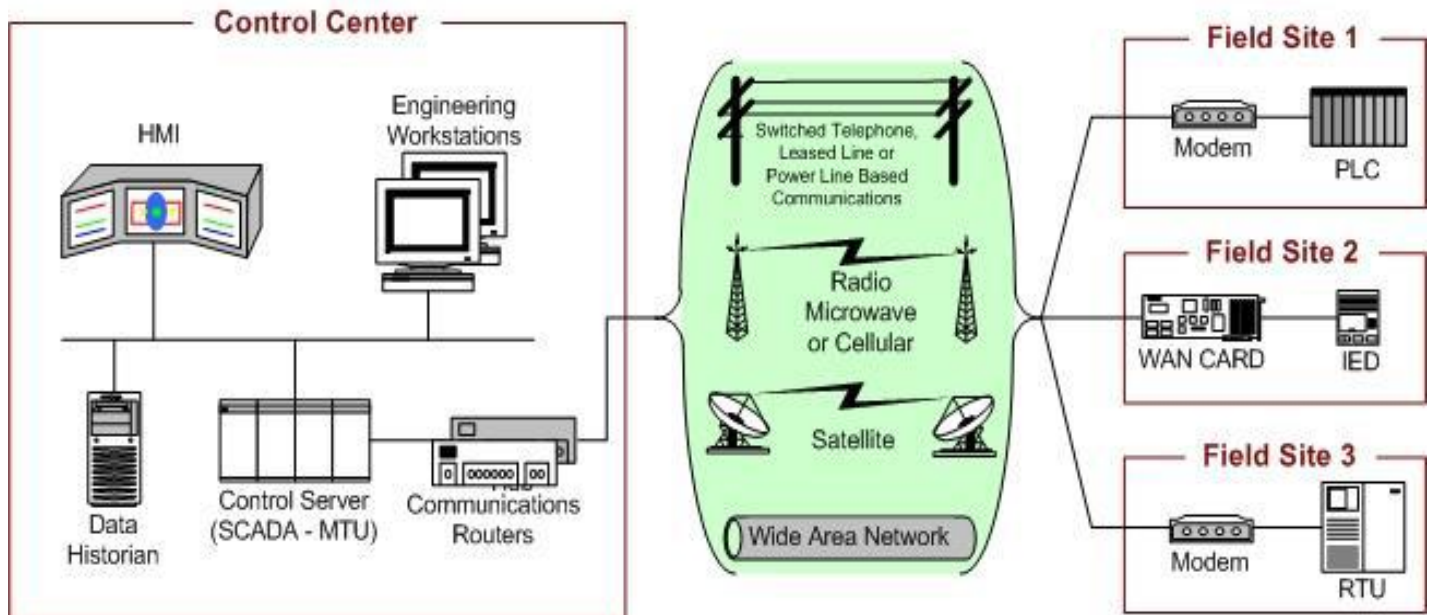 Control Center
HMI
Engineering
Workstations
Data
Historian
Control Server
(SCADA - MTU)
Communications
Routers
Switched Telephone,
Leased Line or
Power Line Based
Communications
Radio
Microwave
or Cellular
Satellite
Wide Area Network
Field Site 1
Modem
PLC
Field Site 2
WAN CARD
IED
Field Site 3
Modem
RTU